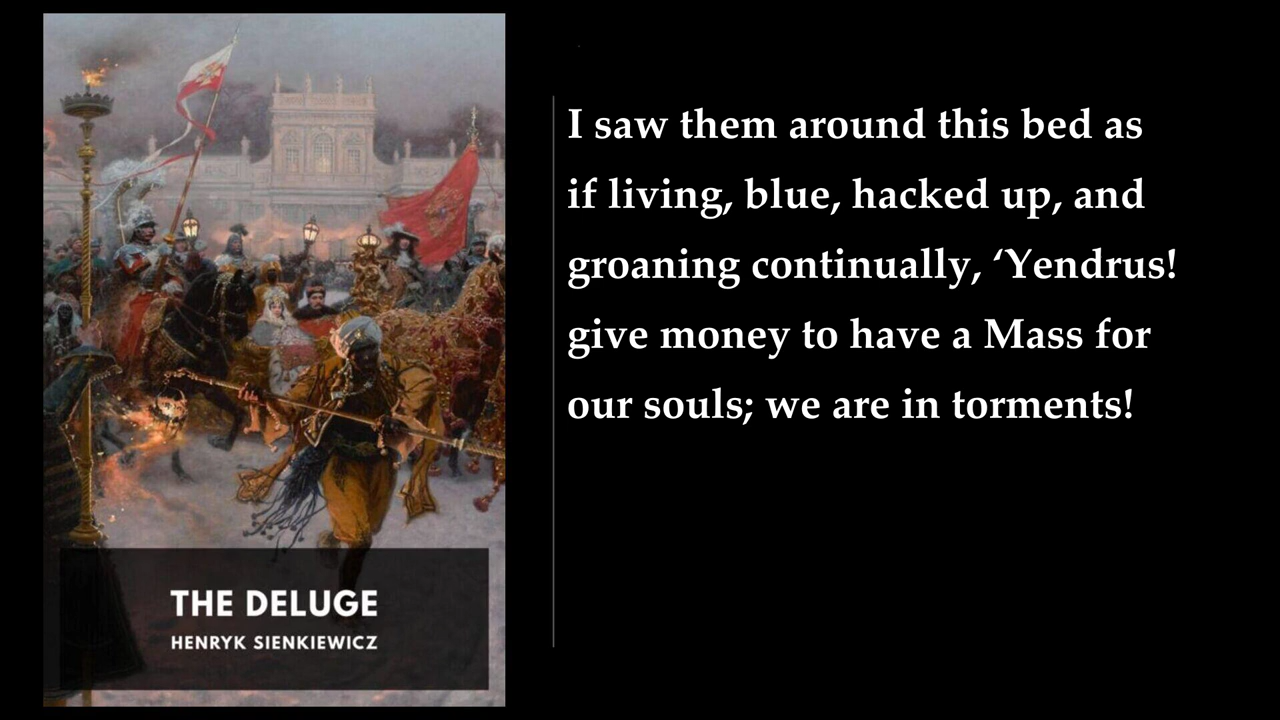 I saw them around this bed as
if living, blue, hacked up, and
groaning continually, ‘Yendrus!
give money to have a Mass for
our souls; we are in torments!
THE DELUGE
HENRYK SIENKIEWICZ